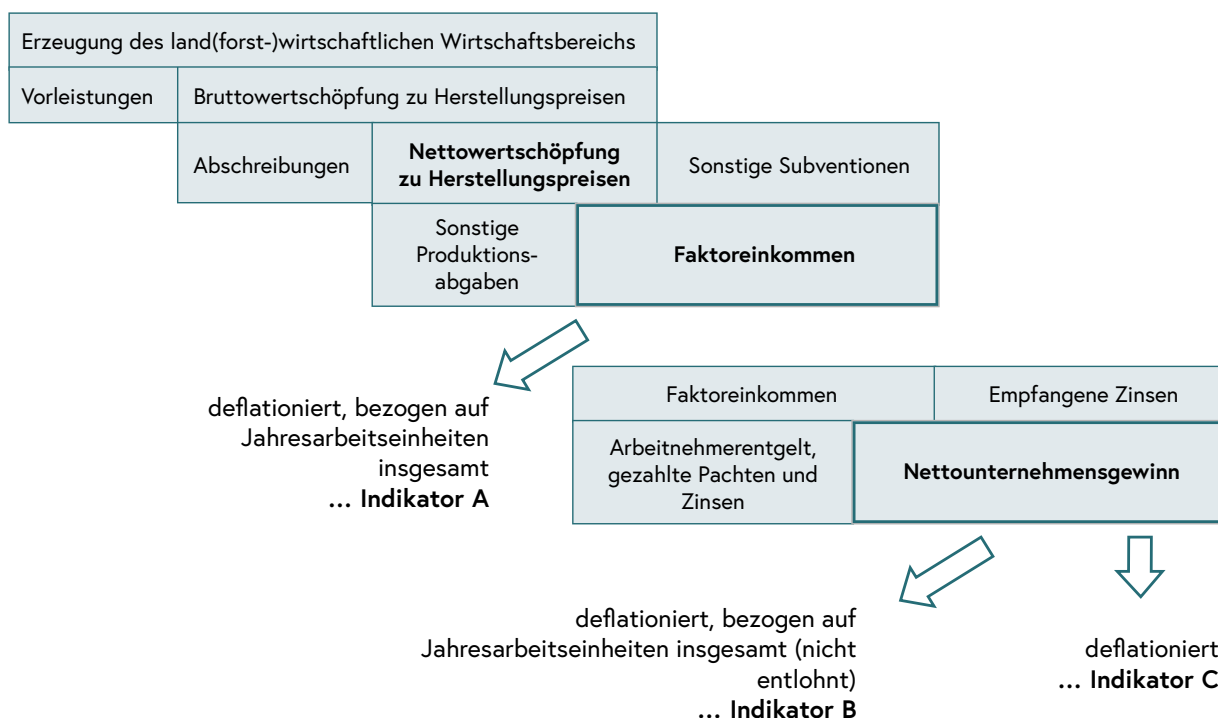 Erzeugung des land(forst-)wirtschaftlichen Wirtschaftsbereichs
Vorleistungen
Bruttowertschöpfung zu Herstellungspreisen
Abschreibungen
Nettowertschöpfung
zu Herstellungspreisen
Sonstige Subventionen
Sonstige
Produktions-
abgaben
Faktoreinkommen
deflationiert, bezogen auf
Jahresarbeitseinheiten
insgesamt
... Indikator A
Faktoreinkommen
Empfangene Zinsen
Arbeitnehmerentgelt,
gezahlte Pachten und
Zinsen
Nettounternehmensgewinn
deflationiert, bezogen auf
Jahresarbeitseinheiten insgesamt (nicht
entlohnt)
... Indikator B
deflationiert
... Indikator C